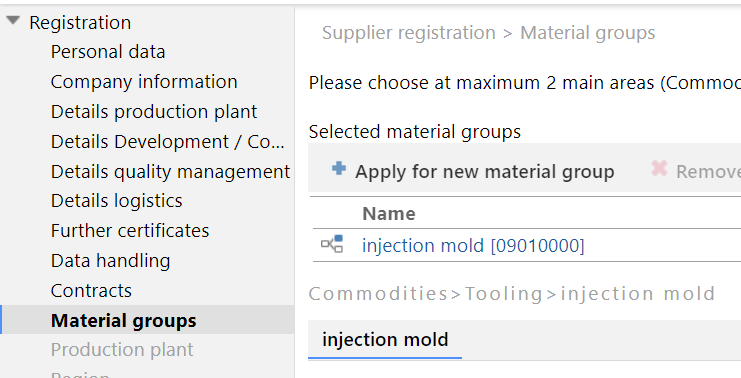 Registration
Personal data
Company information
Details production plant
Details Development / Co...
Details quality management
Details logistics
Further certificates
Data handling
Contracts
Material groups
Production plant
Region
Supplier registration > Material groups
Please choose at maximum 2 main areas (Commod
Selected material groups
Apply for new material group Remove
Name
injection mold [09010000]
Commodities>Tooling>injection mold
injection mold